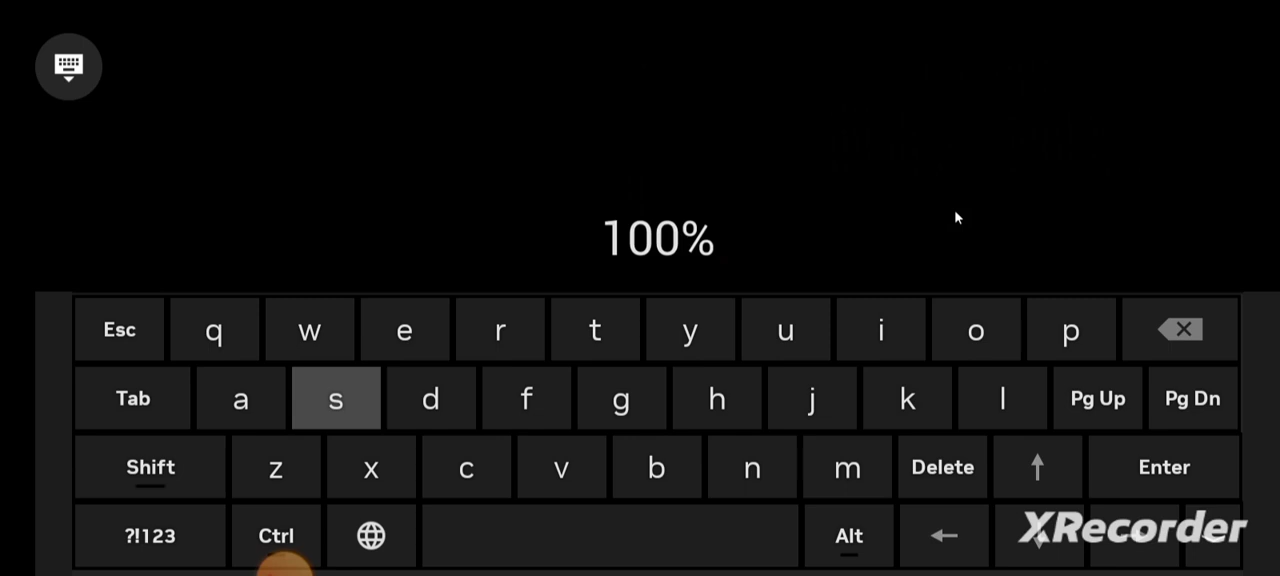 100%
Esc q w e r t y u i o p
Tab a s d f g h j k l Pg Up Pg Dn
Shift z x c v b n m Delete Enter
?!123 Ctrl Alt
XRecorder